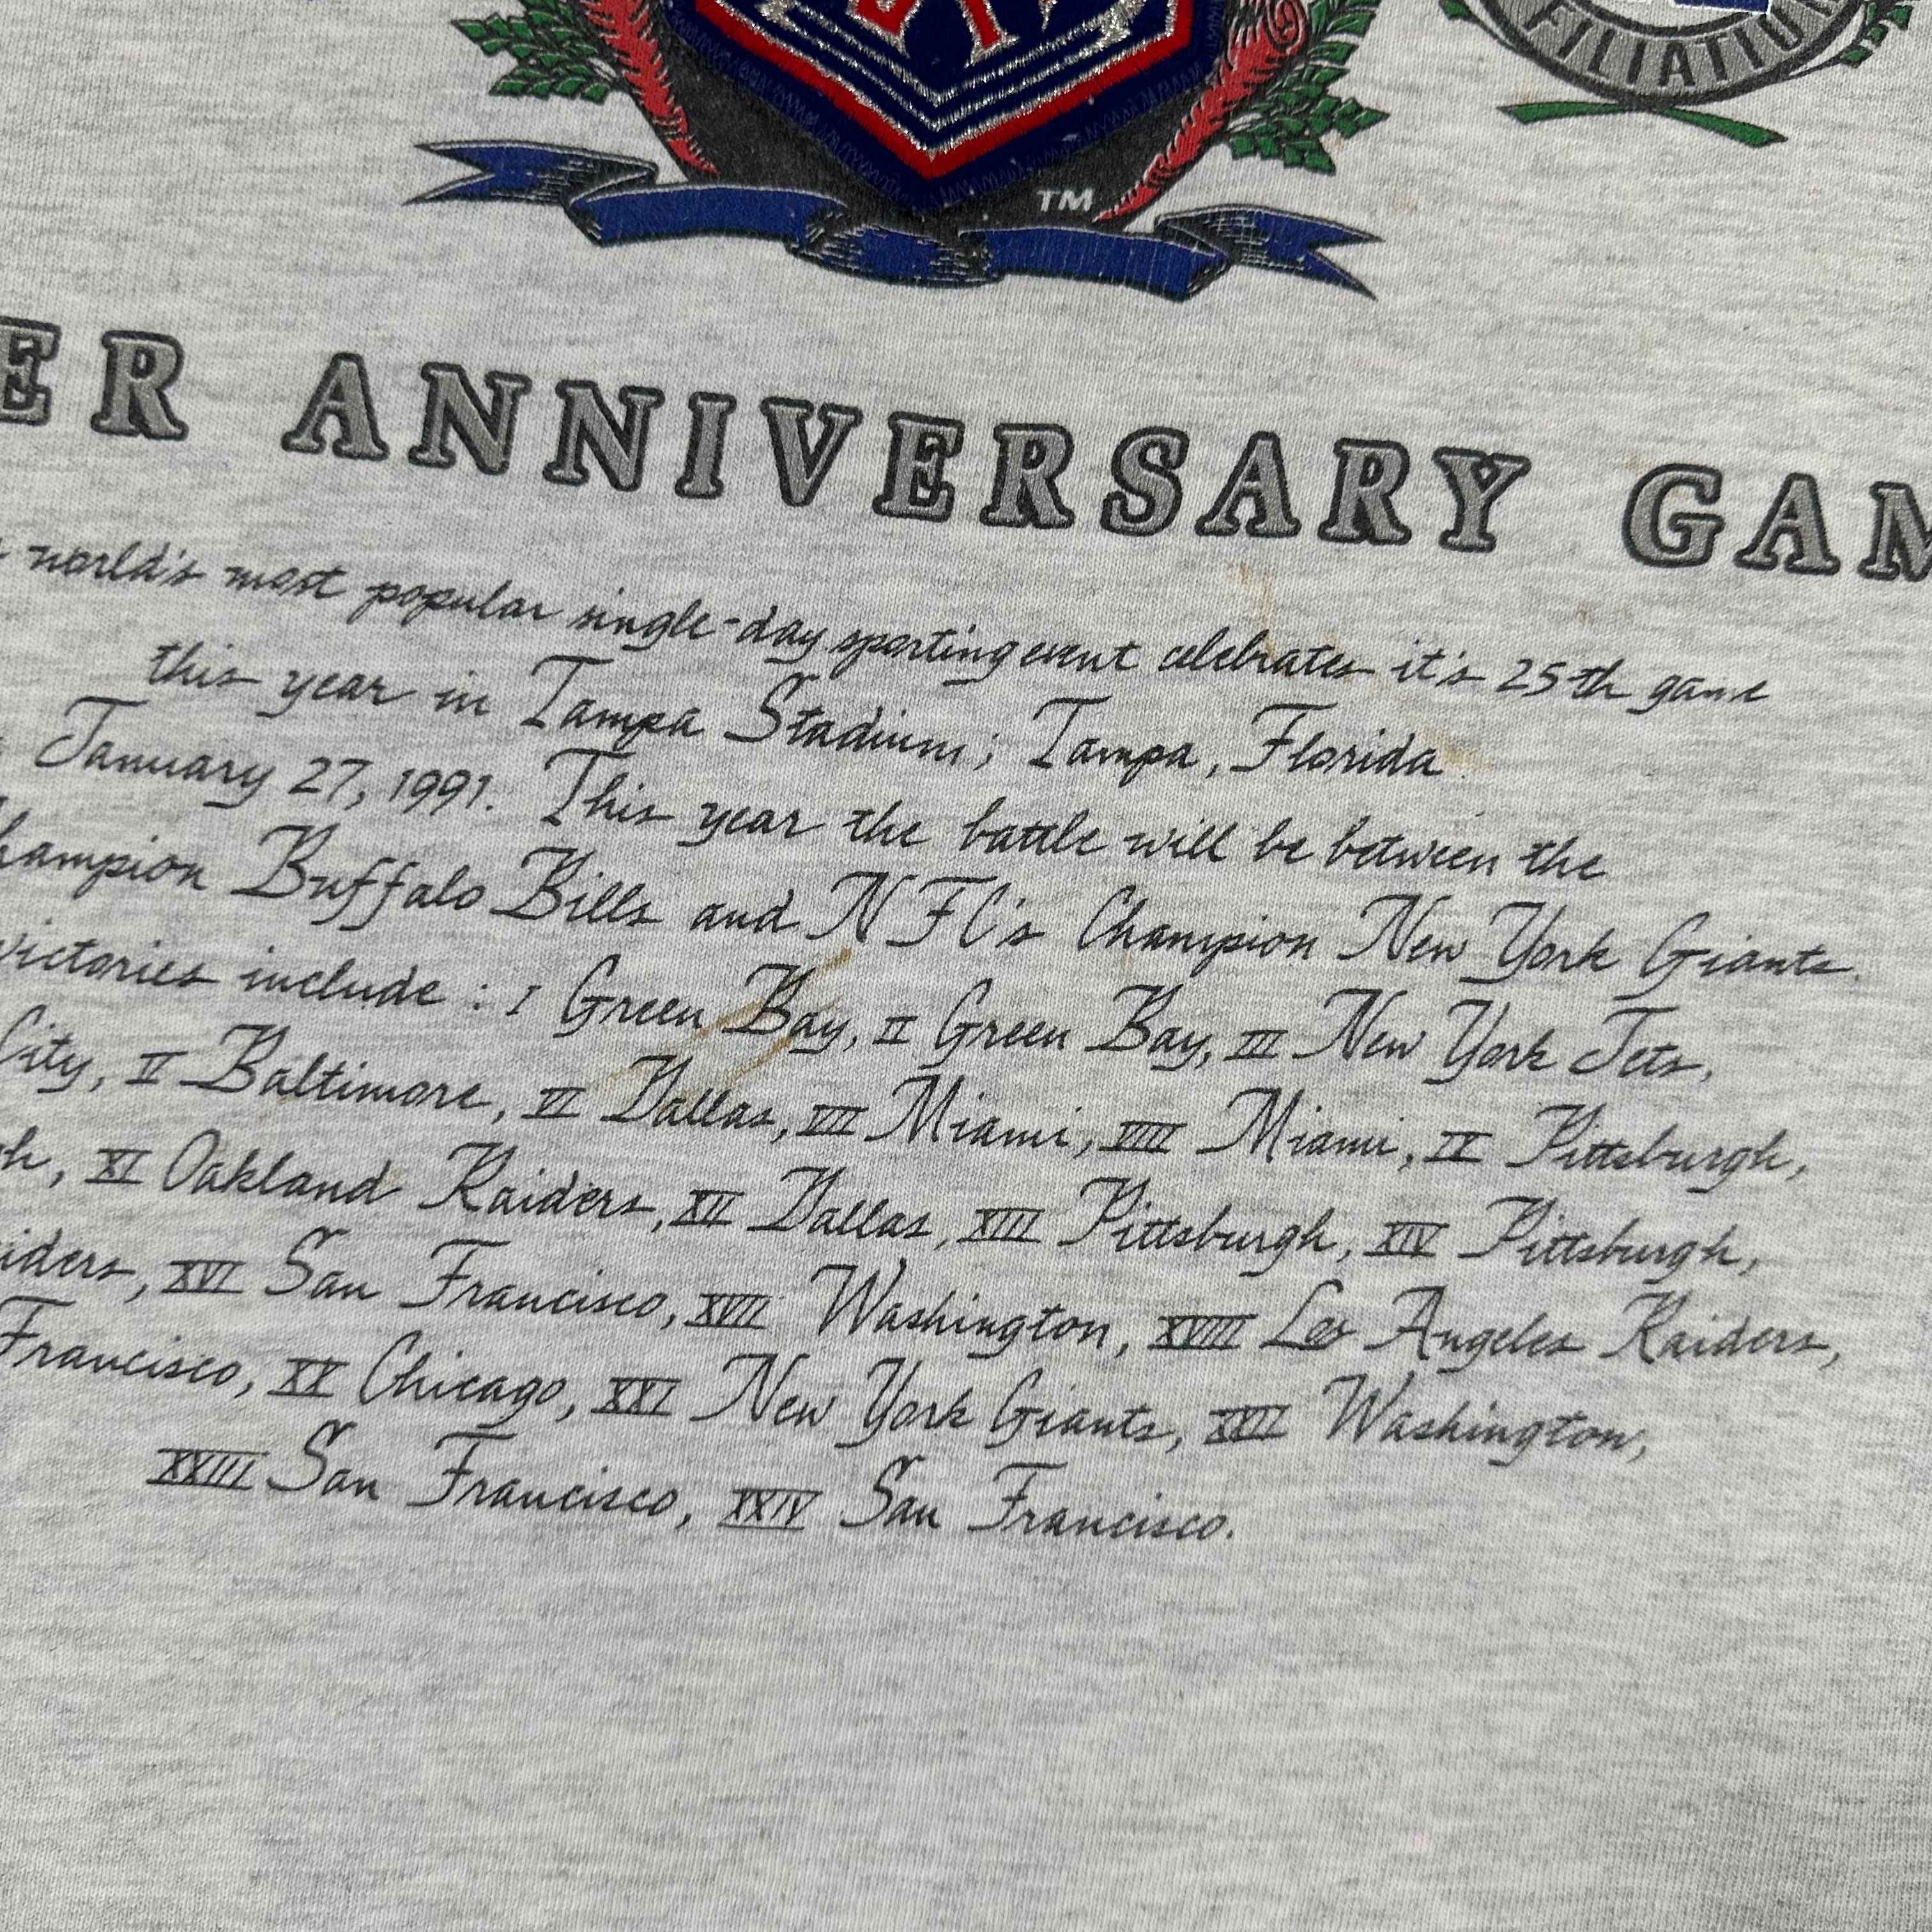 FILIATIO
TM
ER ANNIVERSARY GAM
world's most popular single-day sporting event celebrates it's 25th game
this year in Tampa Stadium; Tampa, Florida
January 27, 1991. This year the battle will be between the
hampion Buffalo Bills and NFC's Champion New York Giants.
victories include : I Green Bay, II Green Bay, III New York Jets,
City, V Baltimore, VI Dallas, VII Miami, VIII Miami, IX Pittsburgh,
gh, XI Oakland Raiders, XII Dallas, XIII Pittsburgh, XIV Pittsburgh,
iders, XVI San Francisco, XVII Washington, XVIII Los Angeles Raiders,
Francisco, XX Chicago, XXI New York Giants, XXII Washington,
XXIII San Francisco, XXIV San Francisco.